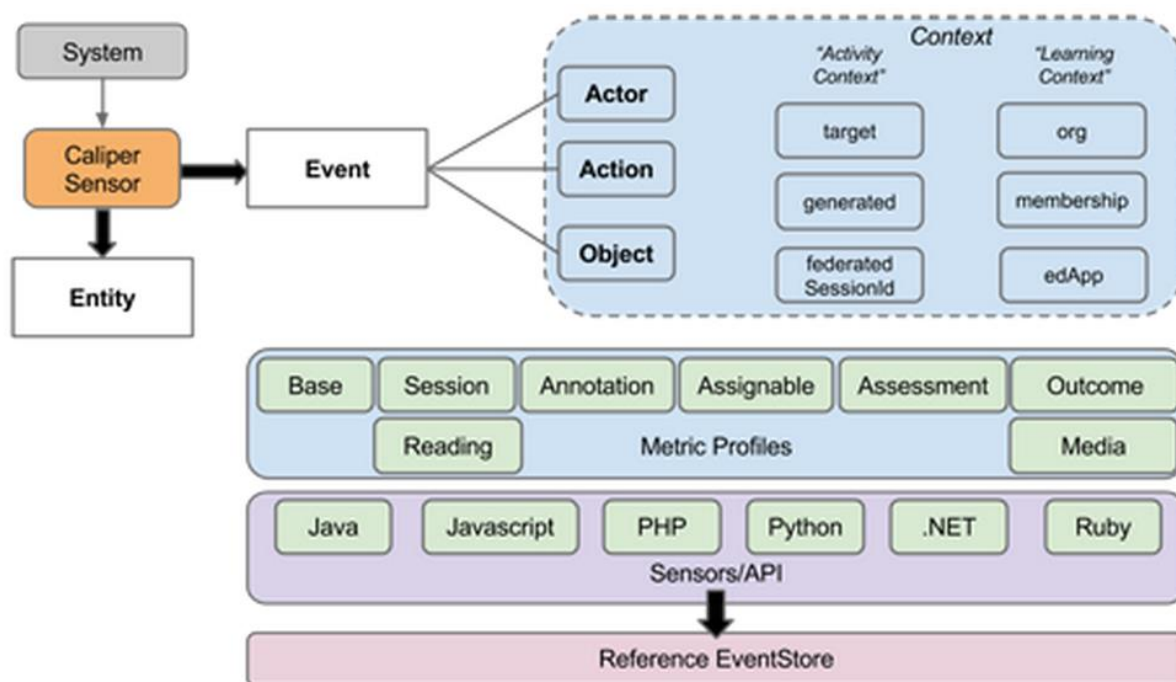 System
Caliper
Sensor
Entity
Event
Context
Actor
Action
Object
"Activity
Context"
target
generated
federated
SessionId
"Learning
Context"
org
membership
edApp
Base
Session
Annotation
Assignable
Assessment
Outcome
Reading
Metric Profiles
Media
Java
Javascript
PHP
Python
.NET
Ruby
Sensors/API
Reference EventStore